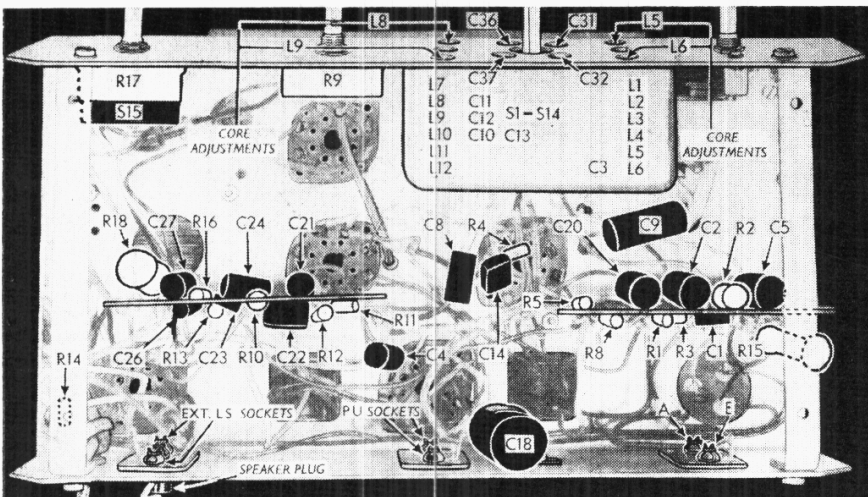 L8 C36 C31 L5
L9 L6
R17 R9 C37 C32
S15
L7 L1
L8 C11 L2
L9 C12 S1-S14 L3
L10 C10 C13 L4
L11 L5
L12 C3 L6
CORE
ADJUSTMENTS
CORE
ADJUSTMENTS
R18 C27 R16 C24 C21 C8 R4 C20 C9 C2 R2 C5
R5
R11
C26 R13 C23 R10 C22 R12 C4 C14 R8 R1 R3 C1 R15
R14
EXT. LS SOCKETS PU SOCKETS A E
C18
SPEAKER PLUG